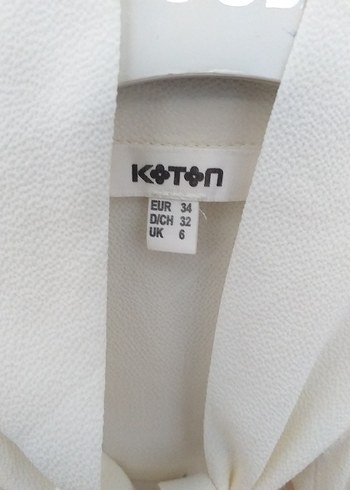 KOTON
EUR 34
D/CH 32
UK 6